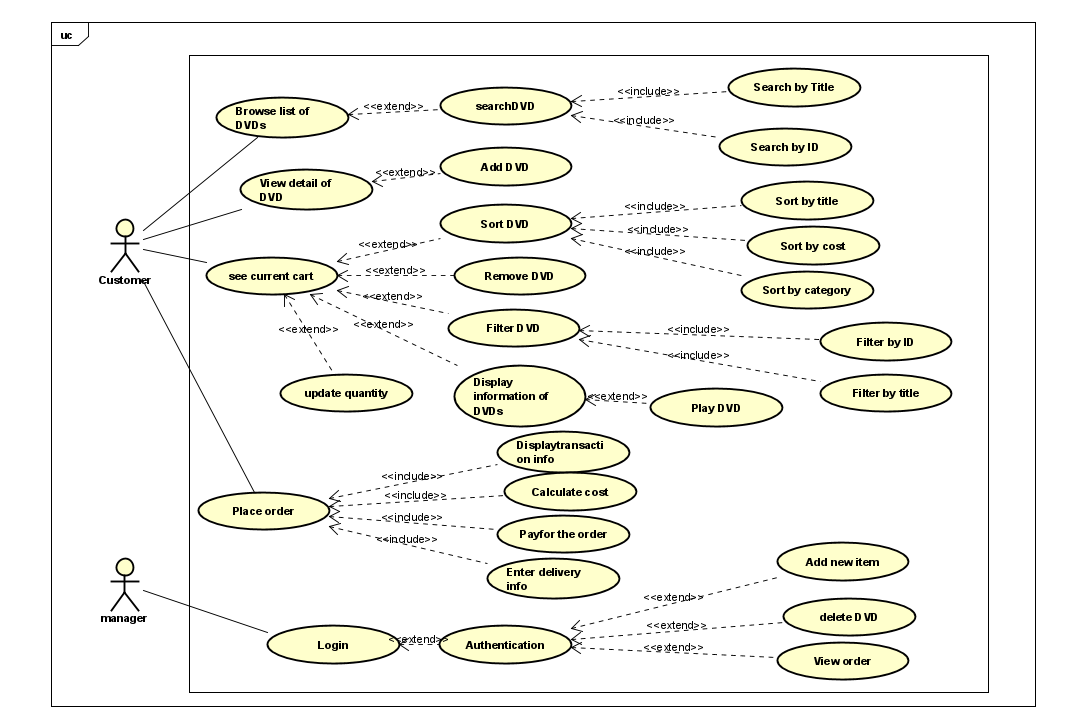 uc
Browse list of
DVDs
<<extend>>
searchDVD
<<include>>
Search by Title
<<include>>
Search by ID
View detail of
DVD
<<extend>>
Add DVD
Customer
see current cart
<<extend>>
Sort DVD
<<include>>
Sort by title
<<include>>
Sort by cost
<<include>>
Sort by category
<<extend>>
Remove DVD
<<extend>>
Filter DVD
<<include>>
Filter by ID
<<include>>
Filter by title
<<extend>>
<<extend>>
update quantity
Display
information of
DVDs
<<extend>>
Play DVD
Place order
<<include>>
Displaytransacti
on info
<<include>>
Calculate cost
<<include>>
Payfor the order
<<include>>
Enter delivery
info
manager
Login
<<extend>>
Authentication
<<extend>>
Add new item
<<extend>>
delete DVD
<<extend>>
View order